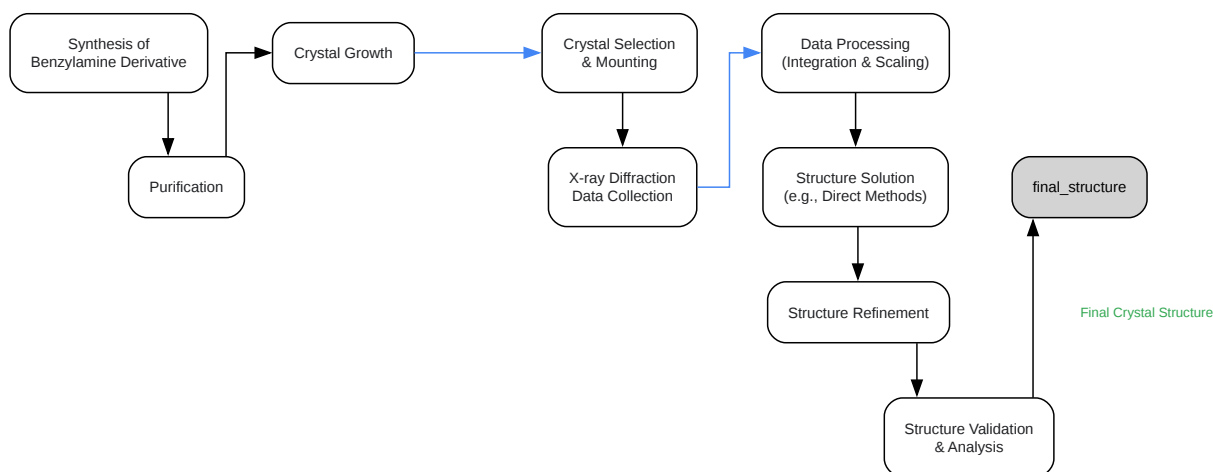 Synthesis of
Benzylamine Derivative
Purification
Crystal Growth
Crystal Selection
& Mounting
X-ray Diffraction
Data Collection
Data Processing
(Integration & Scaling)
Structure Solution
(e.g., Direct Methods)
Structure Refinement
Structure Validation
& Analysis
final_structure
Final Crystal Structure